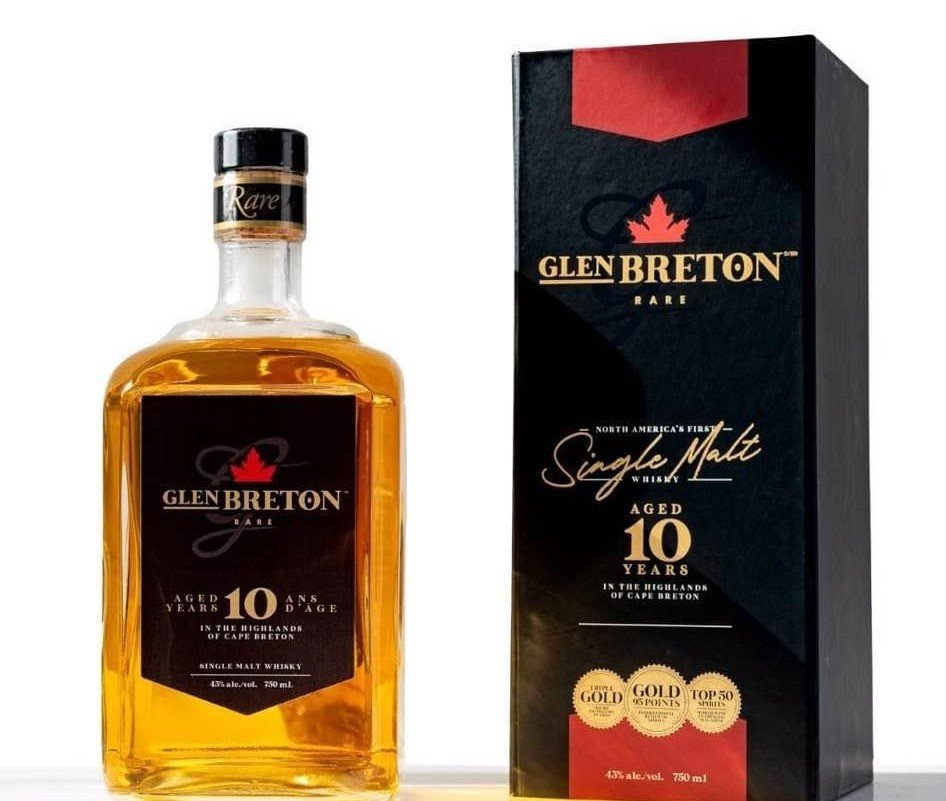 Rare
GLEN BRETON
RARE
AGED 10 ANS
YEARS D'ÂGE
IN THE HIGHLANDS
OF CAPE BRETON
SINGLE MALT WHISKY
43% alc./vol. 750 mL
GLEN BRETON
RARE
NORTH AMERICA'S FIRST
Single Malt
WHISKY
AGED
10
YEARS
IN THE HIGHLANDS
OF CAPE BRETON
TRIPLE
GOLD
GOLD
95 POINTS
TOP 50
SPIRITS
43% alc./vol. 750 ml